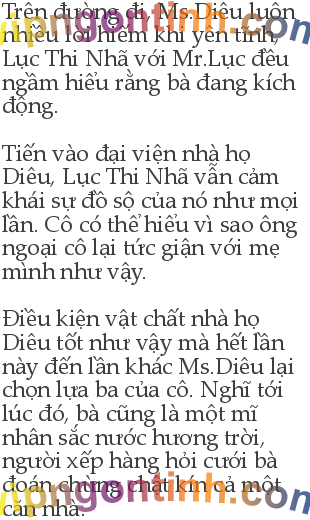 Trên đường đi, Ms.Diêu luôn
nhiều lời hiếm khi yên tĩnh,
Lục Thi Nhã với Mr.Lục đều
ngầm hiểu rằng bà đang kích
động.
Tiến vào đại viện nhà họ
Diêu, Lục Thi Nhã vẫn cảm
khái sự đồ sộ của nó như mọi
lần. Cô có thể hiểu vì sao ông
ngoại cô lại tức giận với mẹ
mình như vậy.
Điều kiện vật chất nhà họ
Diêu tốt như vậy mà hết lần
này đến lần khác Ms.Diêu lại
chọn lựa ba của cô. Nghĩ tới
lúc đó, bà cũng là một mĩ
nhân sắc nước hương trời,
người xếp hàng hỏi cưới bà
đoán chừng chất kín cả một
căn nhà.